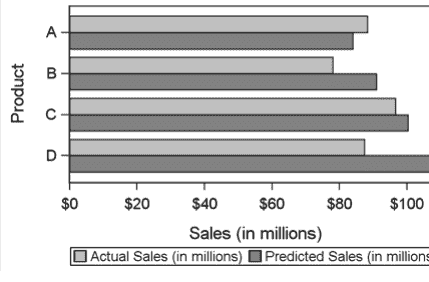 Product
A
B
C
D
$0 $20 $40 $60 $80 $100
Sales (in millions)
Actual Sales (in millions) Predicted Sales (in millions